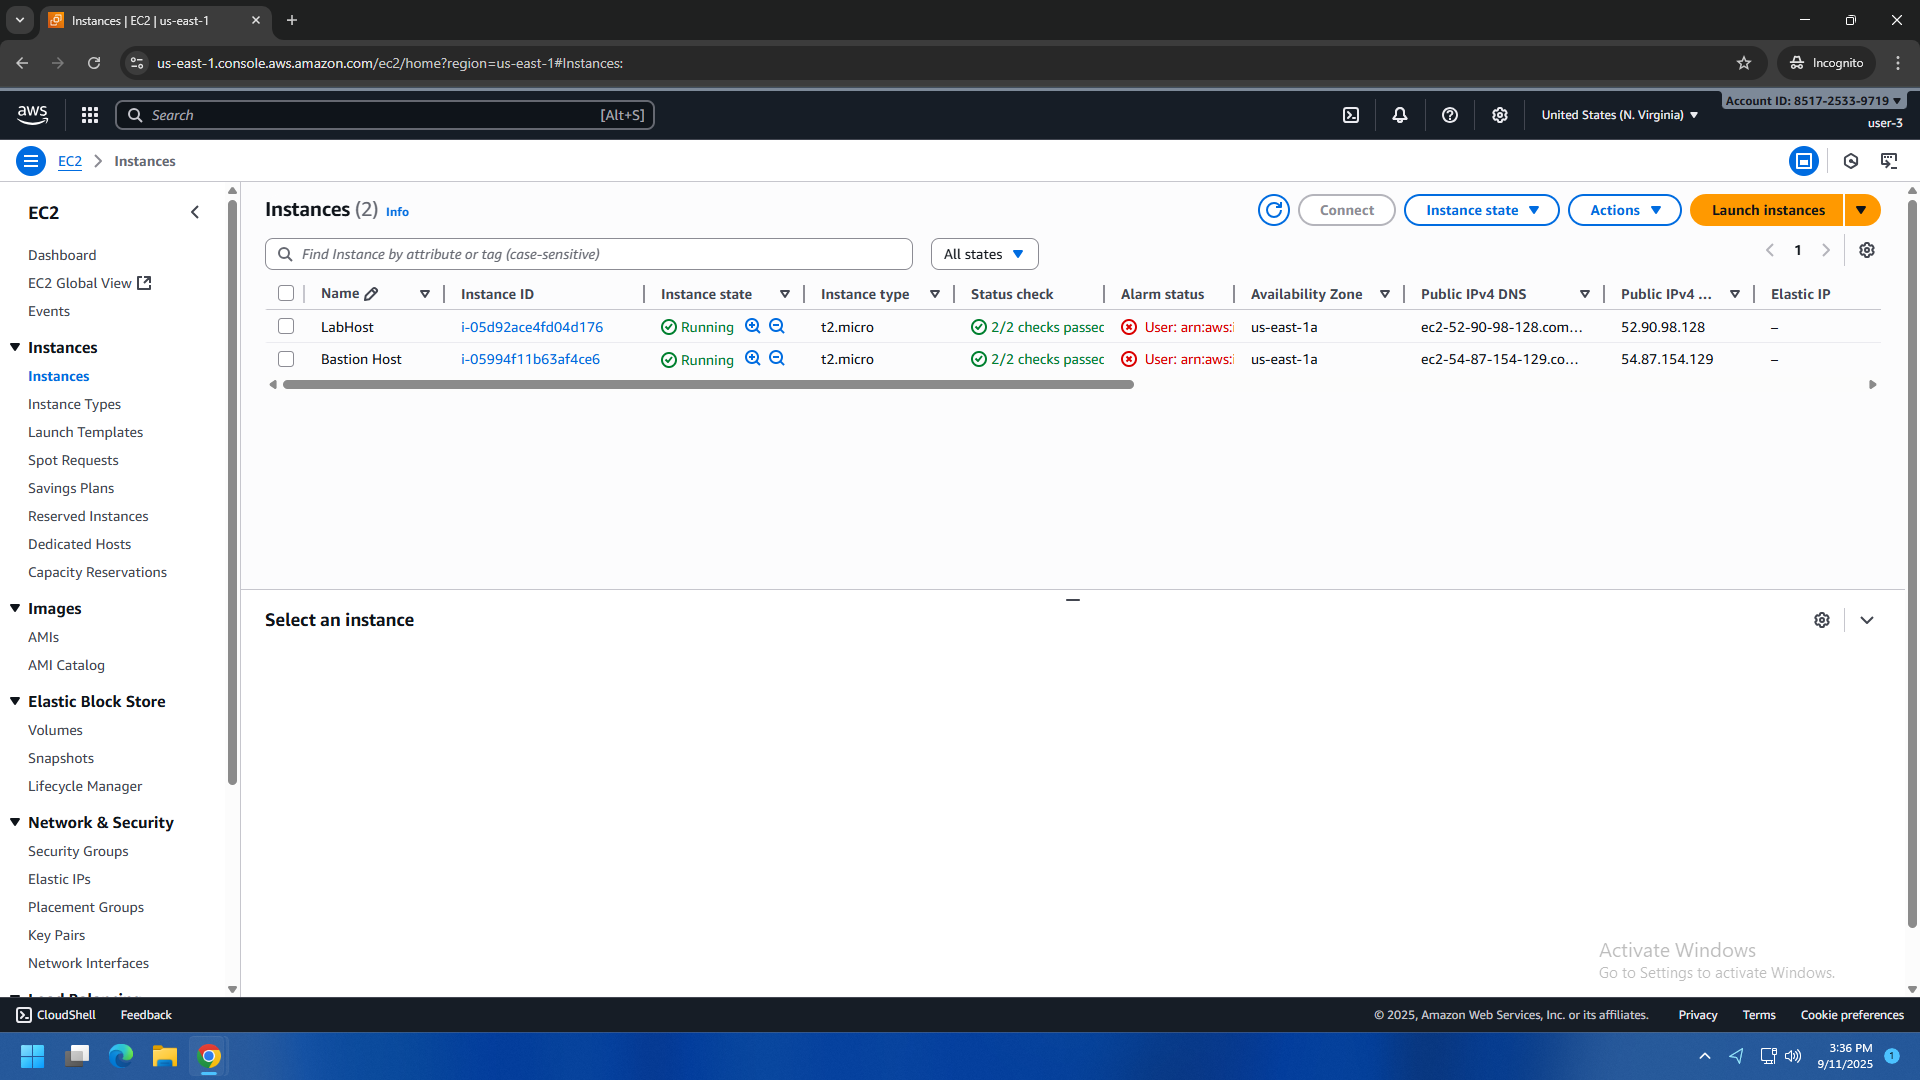 Instances | EC2 | us-east-1
us-east-1.console.aws.amazon.com/ec2/home?region=us-east-1#Instances:
Incognito
aws
Search
[Alt+S]
United States (N. Virginia)
Account ID: 8517-2533-9719
user-3
EC2
Instances
EC2
Dashboard
EC2 Global View
Events
Instances
Instances
Instance Types
Launch Templates
Spot Requests
Savings Plans
Reserved Instances
Dedicated Hosts
Capacity Reservations
Images
AMIs
AMI Catalog
Elastic Block Store
Volumes
Snapshots
Lifecycle Manager
Network & Security
Security Groups
Elastic IPs
Placement Groups
Key Pairs
Network Interfaces
Instances (2) Info
Connect
Instance state
Actions
Launch instances
Find Instance by attribute or tag (case-sensitive)
All states
1
Name Instance ID Instance state Instance type Status check Alarm status Availability Zone Public IPv4 DNS Public IPv4 ... Elastic IP
LabHost i-05d92ace4fd04d176 Running t2.micro 2/2 checks passec User: arn:aws: us-east-1a ec2-52-90-98-128.com... 52.90.98.128 –
Bastion Host i-05994f11b63af4ce6 Running t2.micro 2/2 checks passec User: arn:aws: us-east-1a ec2-54-87-154-129.co... 54.87.154.129 –
Select an instance
Activate Windows
Go to Settings to activate Windows.
CloudShell
Feedback
© 2025, Amazon Web Services, Inc. or its affiliates.
Privacy
Terms
Cookie preferences
3:36 PM
9/11/2025
1